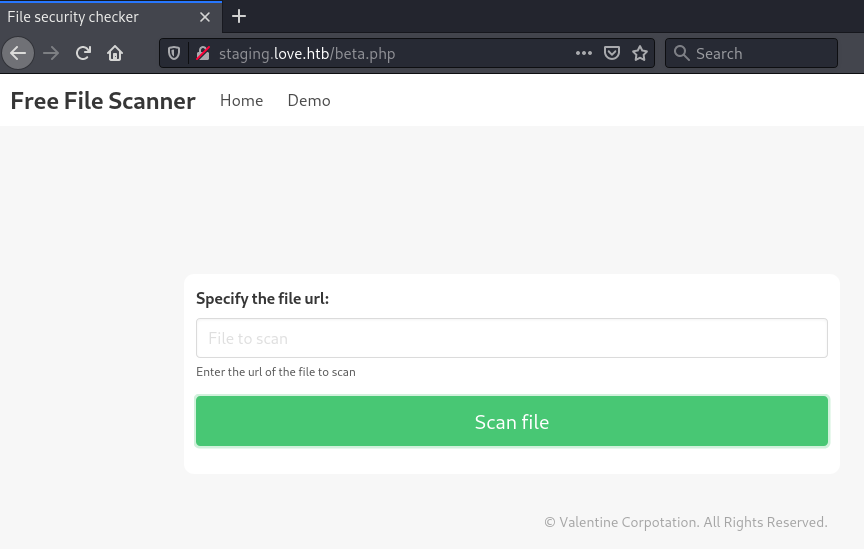 File security checker
staging.love.htb/beta.php
Search
Free File Scanner Home Demo
Specify the file url:
File to scan
Enter the url of the file to scan
Scan file
© Valentine Corpotation. All Rights Reserved.